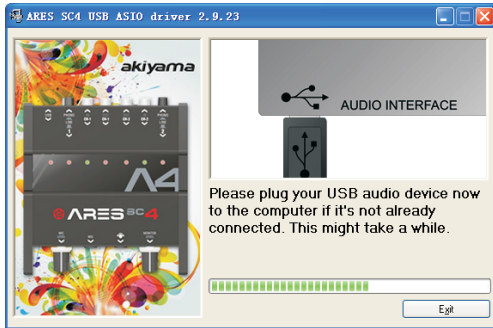 ARES SC4 USB ASIO driver 2.9.23
akiyama
AUDIO INTERFACE
A4
ARES SC4
Please plug your USB audio device now
to the computer if it's not already
connected. This might take a while.
Exit